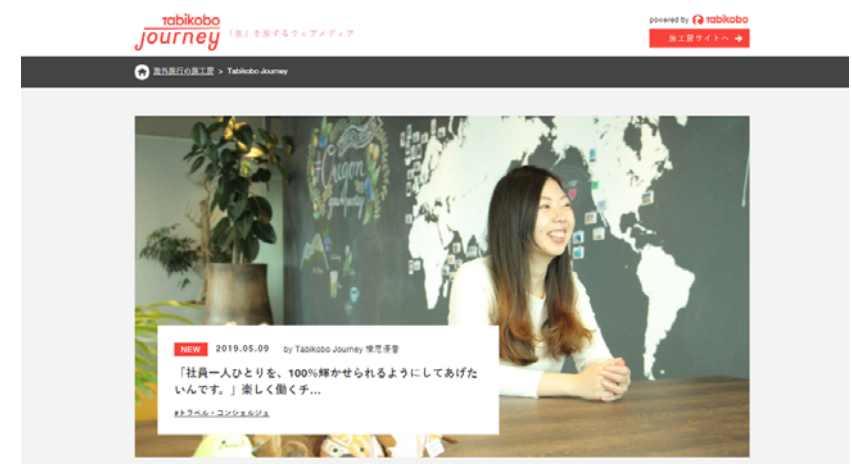 Tabikobo
journey 「旅」を旅するウェブメディア
powered by Tabikobo
旅工房サイトへ
海外旅行の旅工房 > Tabikobo Journey
NEW 2019.05.09 by Tabikobo Journey
「社員一人ひとりを、100%輝かせられるようにしてあげた
いんです。」楽しく働くチ...
#トラベル・コンシェルジュ